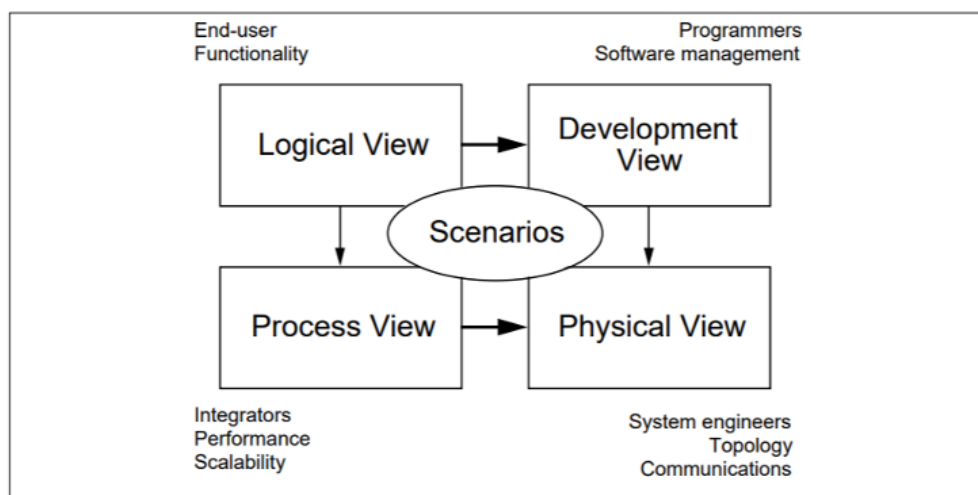 End-user
Functionality
Programmers
Software management
Logical View
Development
View
Scenarios
Process View
Physical View
Integrators
Performance
Scalability
System engineers
Topology
Communications